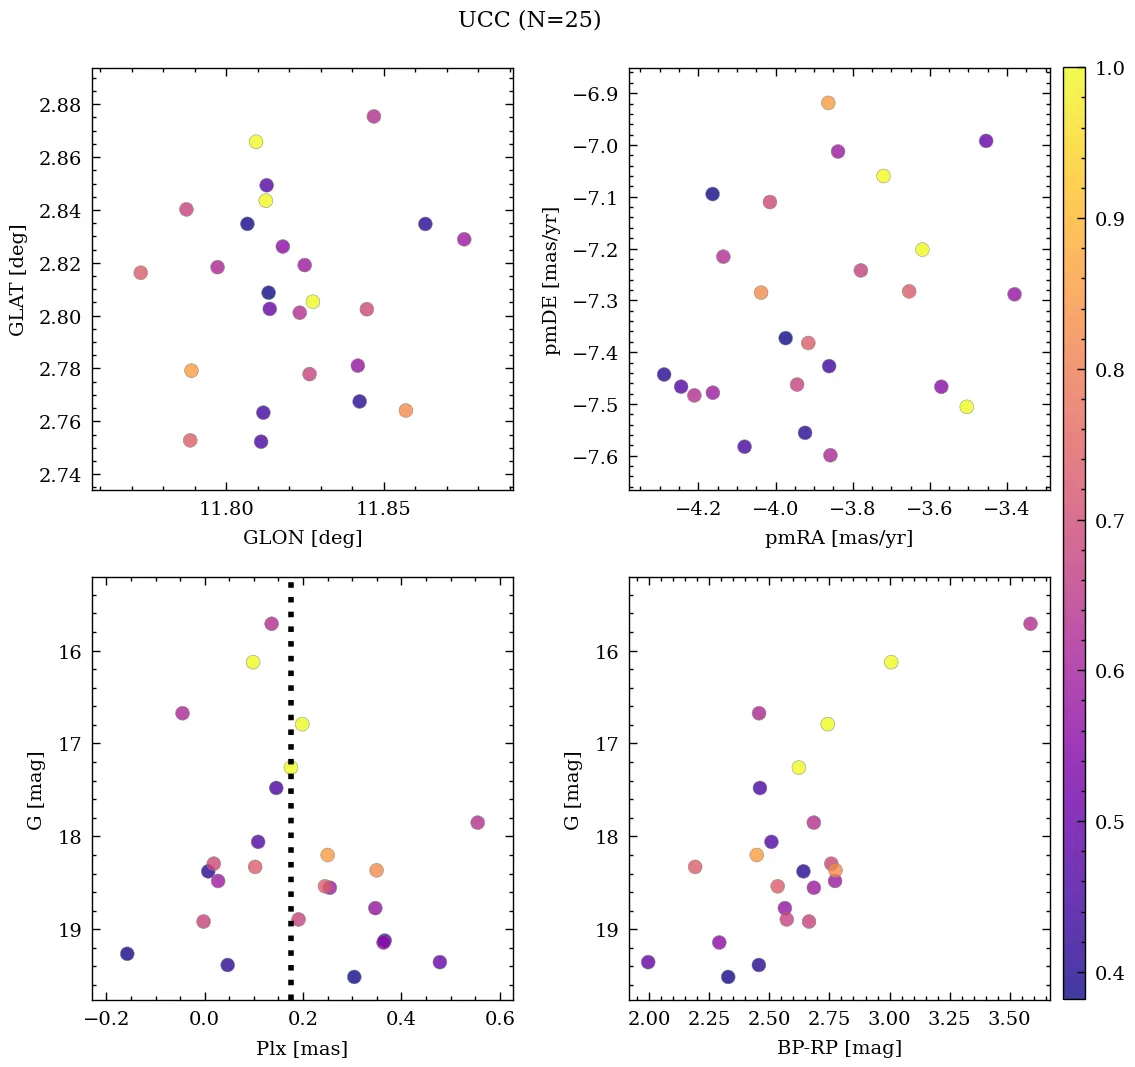 UCC (N=25)
2.88
2.86
2.84
2.82
2.80
2.78
2.76
2.74
GLAT [deg]
11.80 11.85
GLON [deg]
−6.9
−7.0
−7.1
−7.2
−7.3
−7.4
−7.5
−7.6
pmDE [mas/yr]
−4.2 −4.0 −3.8 −3.6 −3.4
pmRA [mas/yr]
16
17
18
19
G [mag]
−0.2 0.0 0.2 0.4 0.6
Plx [mas]
16
17
18
19
G [mag]
2.00 2.25 2.50 2.75 3.00 3.25 3.50
BP-RP [mag]
1.0
0.9
0.8
0.7
0.6
0.5
0.4